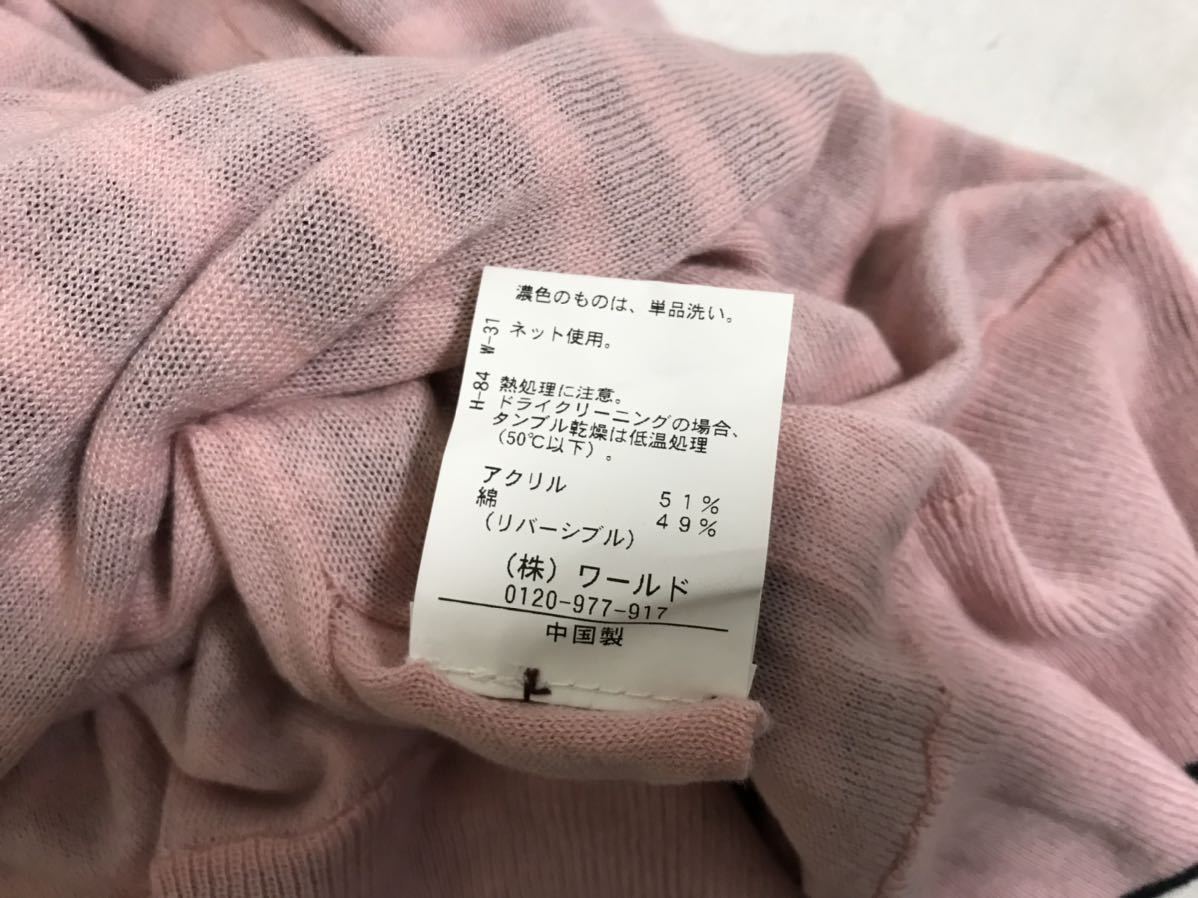 濃色のものは、単品洗い。
ネット使用。
熱処理に注意。
ドライクリーニングの場合、
タンブル乾燥は低温処理
（50℃以下）。
アクリル 51%
綿 49%
（リバーシブル）
（株）ワールド
0120-977-917
中国製
H-84 W-31